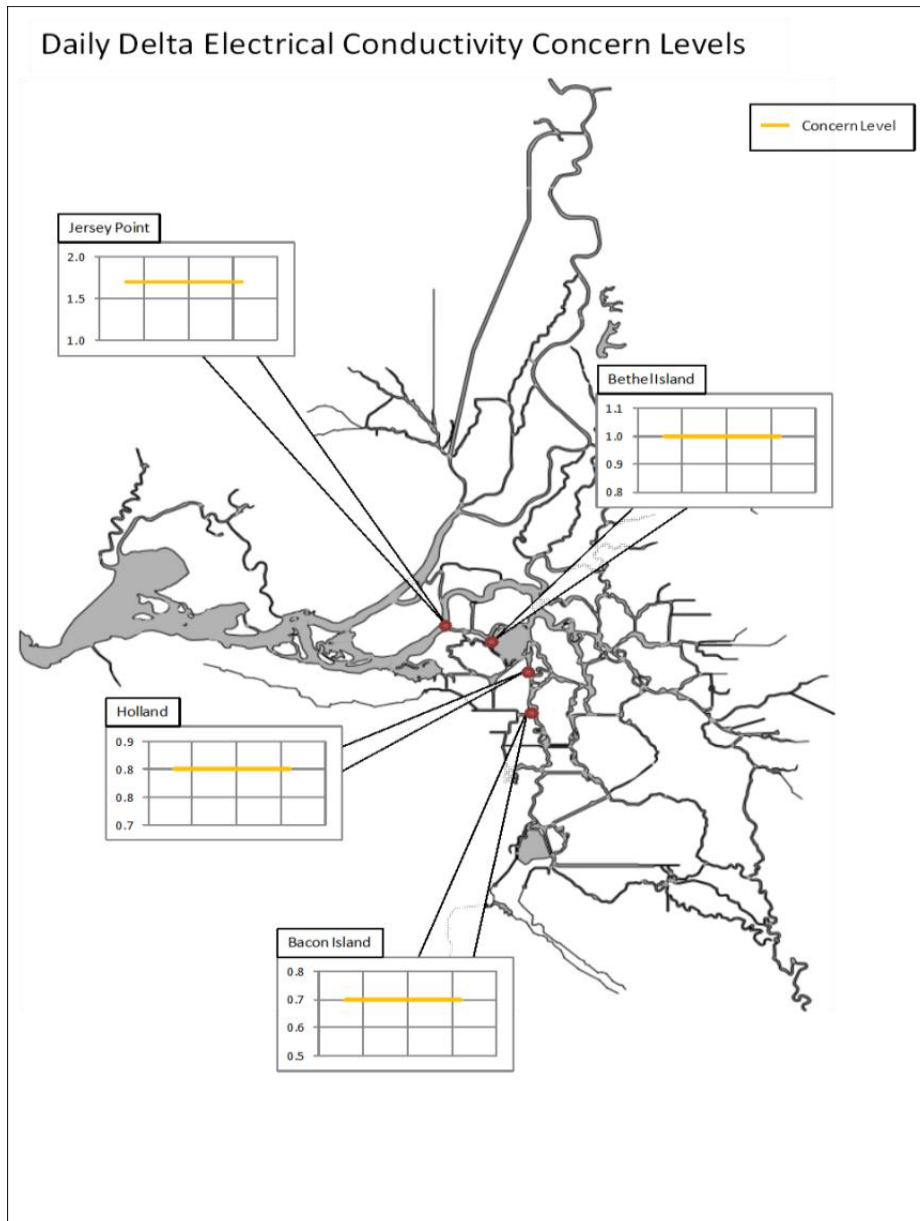 Daily Delta Electrical Conductivity Concern Levels
Concern Level
Jersey Point
2.0
1.5
1.0
Bethel Island
1.1
1.0
0.9
0.8
Holland
0.9
0.8
0.8
0.7
Bacon Island
0.8
0.7
0.6
0.5